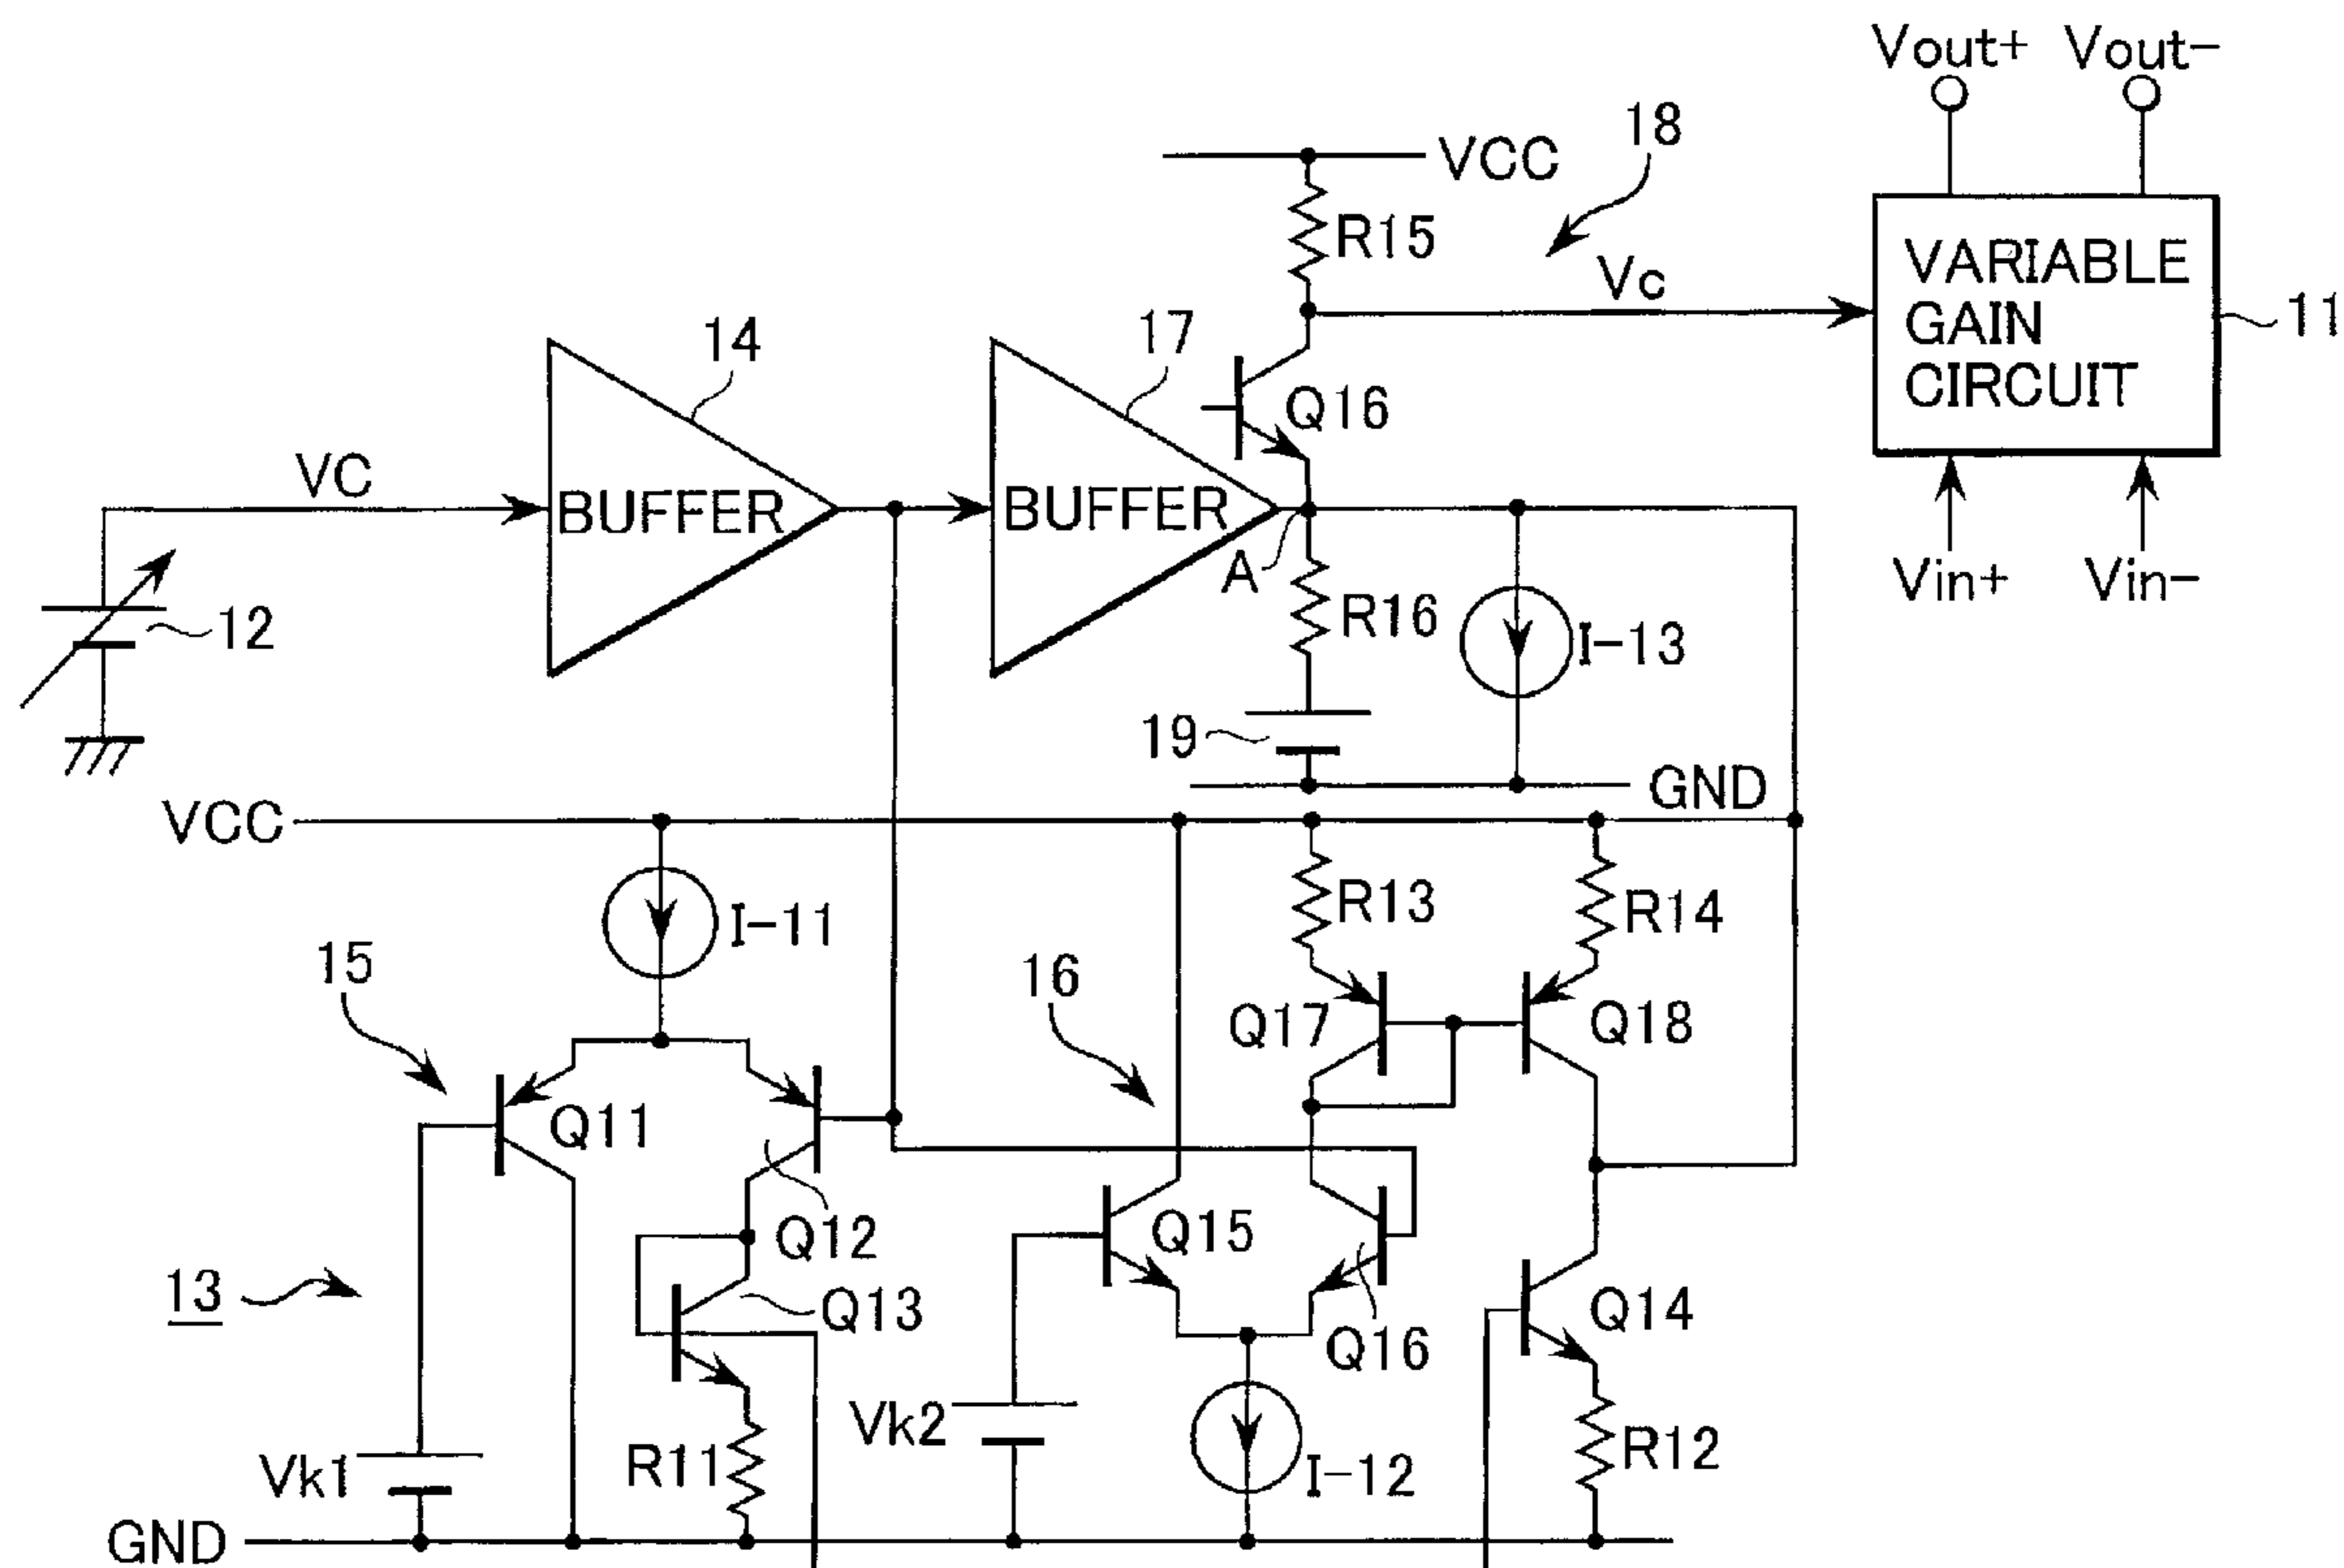 Vout+ Vout-
18
VCC
R15
Vc
VARIABLE
GAIN
CIRCUIT
11
14
17
Q16
VC
BUFFER
BUFFER
A
Vin+ Vin-
12
R16
I-13
19
GND
VCC
I-11
R13
R14
15
16
Q17
Q18
Q11
Q12
Q15
13
Q13
Q16
Q14
Vk1
R11
Vk2
I-12
R12
GND